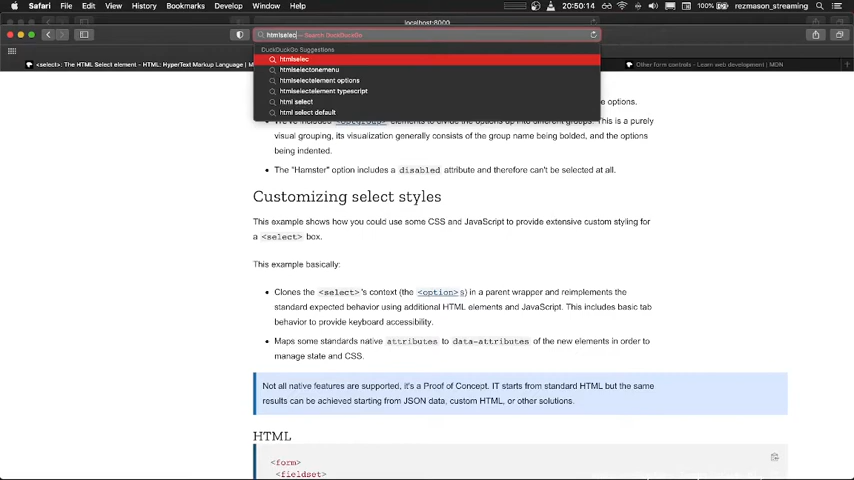 Safari File Edit View History Bookmarks Develop Window Help 100% 20:50:14 rezmason_streaming
localhost:8000
htmlselec — Search DuckDuckGo
DuckDuckGo Suggestions
htmlselec
htmlselectonemenu
htmlselectelement options
htmlselectelement typescript
html select
html select default
<select>: The HTML Select element - HTML: HyperText Markup Language | M
Other form controls - Learn web development | MDN
e options.
visual grouping, its visualization generally consists of the group name being bolded, and the options
being indented.
• The "Hamster" option includes a disabled attribute and therefore can't be selected at all.
Customizing select styles
This example shows how you could use some CSS and JavaScript to provide extensive custom styling for
a <select> box.
This example basically:
• Clones the <select>'s context (the <option>s) in a parent wrapper and reimplements the
standard expected behavior using additional HTML elements and JavaScript. This includes basic tab
behavior to provide keyboard accessibility.
• Maps some standards native attributes to data-attributes of the new elements in order to
manage state and CSS.
Not all native features are supported, it's a Proof of Concept. IT starts from standard HTML but the same
results can be achieved starting from JSON data, custom HTML, or other solutions.
HTML
<form>
<fieldset>